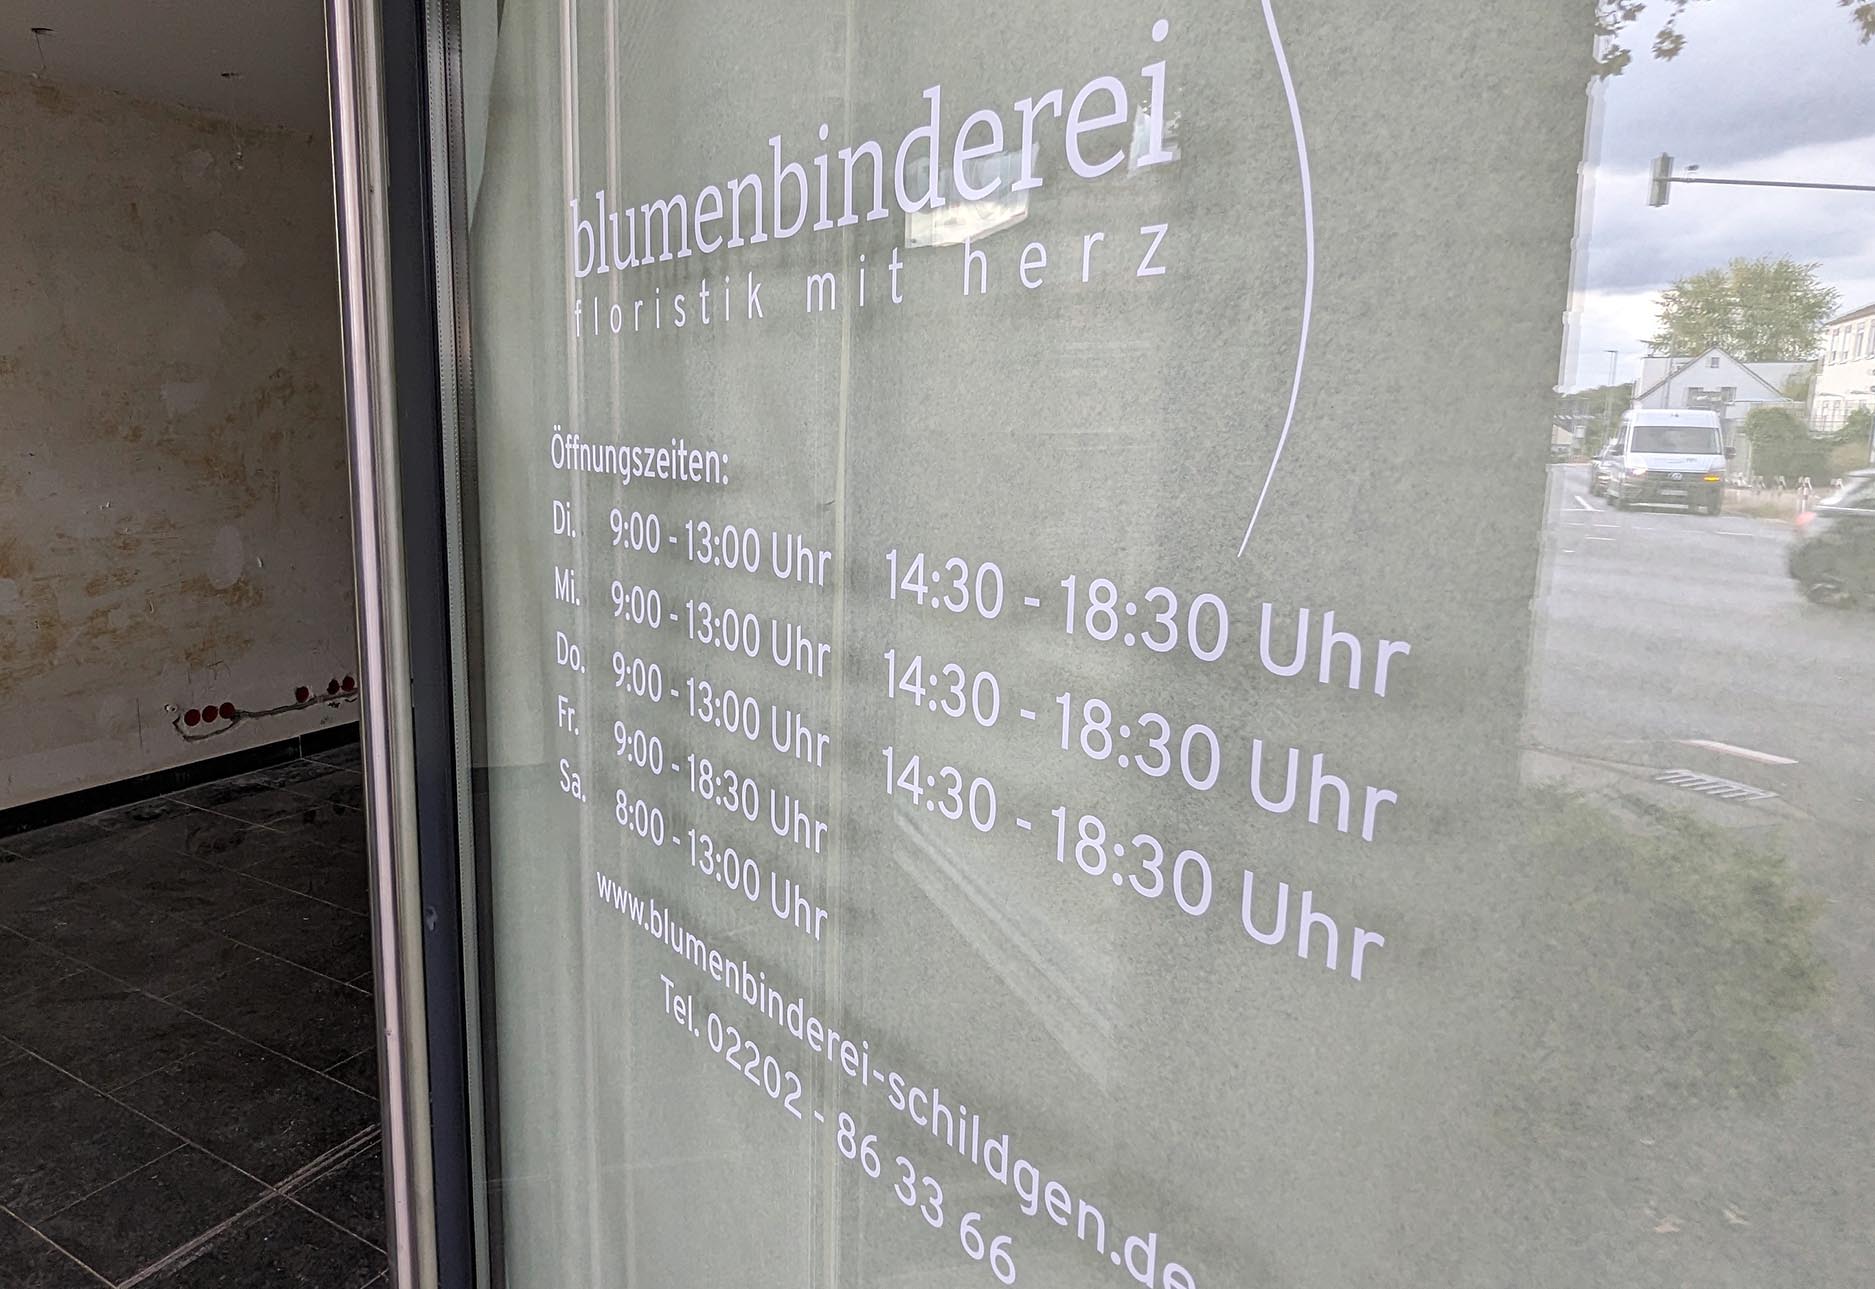 blumenbinderei
floristik mit herz
Öffnungszeiten:
Di. 9:00 - 13:00 Uhr 14:30 - 18:30 Uhr
Mi. 9:00 - 13:00 Uhr 14:30 - 18:30 Uhr
Do. 9:00 - 13:00 Uhr 14:30 - 18:30 Uhr
Fr. 9:00 - 18:30 Uhr
Sa. 8:00 - 13:00 Uhr
www.blumenbinderei-schildgen.de
Tel. 02202 - 86 33 66